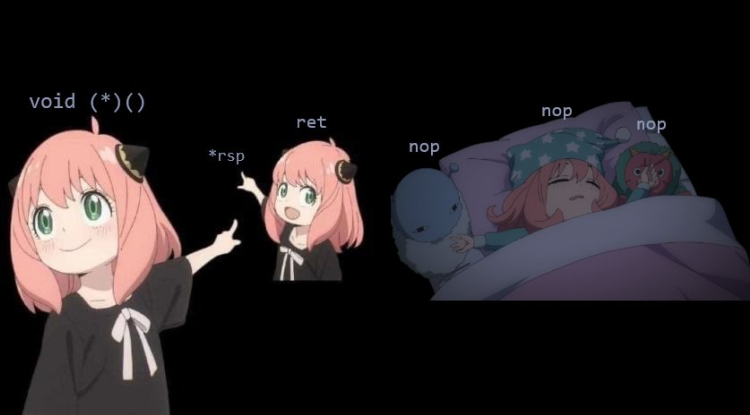 void (*)()
ret
*rsp
nop
nop
nop